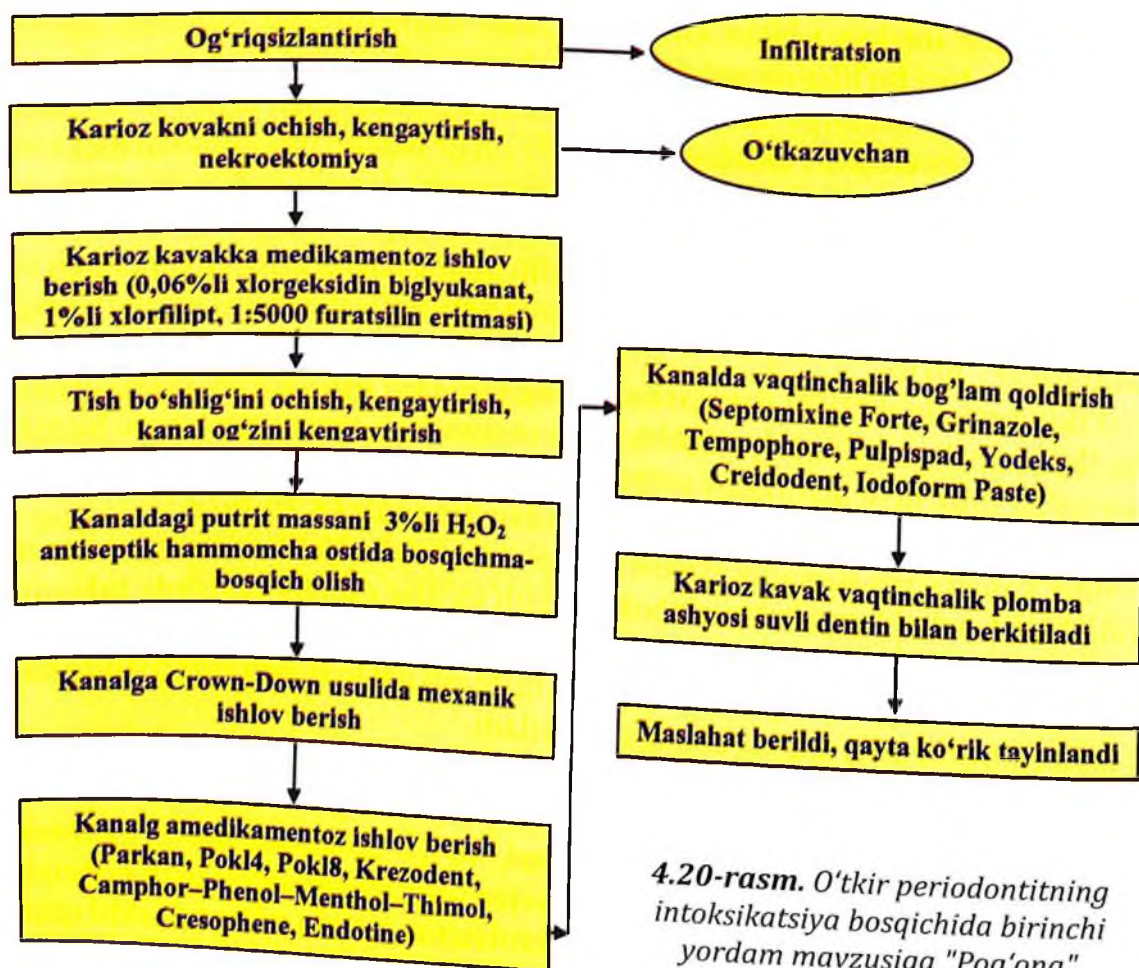 Og‘riqsizlantirish
Infiltratsion
Karioz kovakni ochish, kengaytirish,
nekroektomiya
O‘tkazuvchan
Karioz kavakka medikamentoz ishlov
berish (0,06%li xlorgeksidin biglyukanat,
1%li xlorfilipt, 1:5000 furatsilin eritmasi)
Tish bo‘shlig‘ini ochish, kengaytirish,
kanal og‘zini kengaytirish
Kanaldagi putrit massani 3%li H₂O₂
antiseptik hammomcha ostida bosqichma-
bosqich olish
Kanalga Crown-Down usulida mexanik
ishlov berish
Kanalg amedikamentoz ishlov berish
(Parkan, Pokl4, Pokl8, Krezodent,
Camphor–Phenol–Menthol–Thimol,
Cresophene, Endotine)
Kanalda vaqtinchalik bog’lam qoldirish
(Septomixine Forte, Grinazole,
Tempophore, Pulpispad, Yodeks,
Creidodent, Iodoform Paste)
Karioz kavak vaqtinchalik plomba
ashyosi suvli dentin bilan berkitiladi
Maslahat berildi, qayta ko‘rik tayinlandi
4.20-rasm. O‘tkir periodontitning
intoksikatsiya bosqichida birinchi
yordam mavzusiga "Pog‘ona"